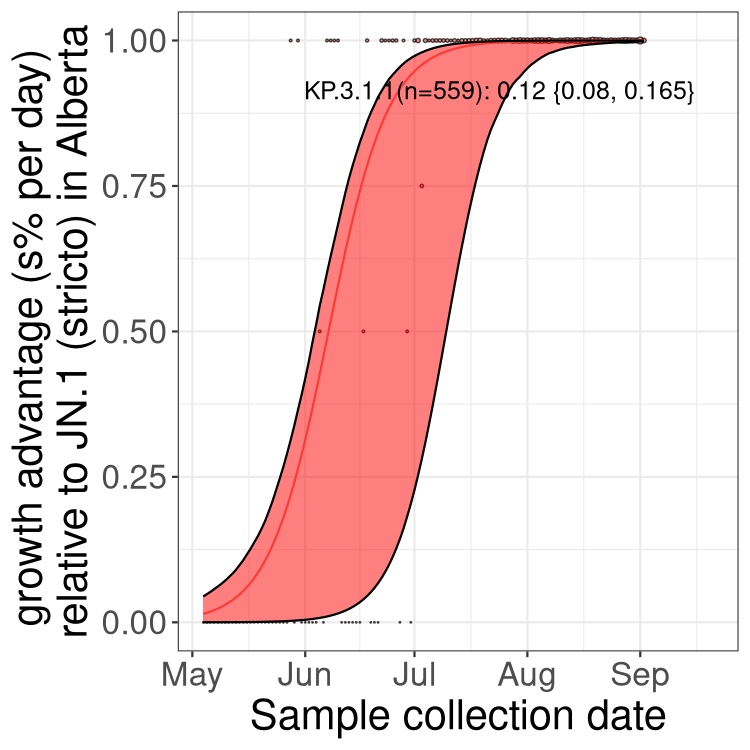 growth advantage (s% per day)
relative to JN.1 (stricto) in Alberta
1.00
0.75
0.50
0.25
0.00
KP.3.1.1(n=559): 0.12 {0.08, 0.165}
May Jun Jul Aug Sep
Sample collection date